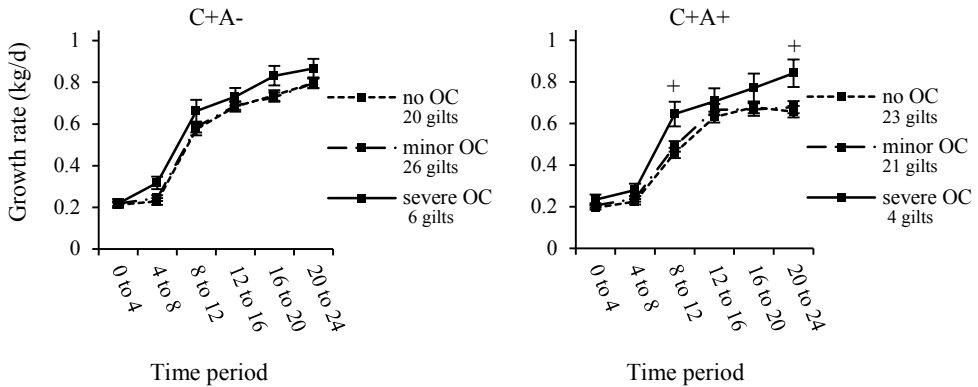 C+A-
Growth rate (kg/d)
1
0.8
0.6
0.4
0.2
0
0 to 4
4 to 8
8 to 12
12 to 16
16 to 20
20 to 24
Time period
no OC
20 gilts
minor OC
26 gilts
severe OC
6 gilts
C+A+
1
0.8
0.6
0.4
0.2
0
+
+
0 to 4
4 to 8
8 to 12
12 to 16
16 to 20
20 to 24
Time period
no OC
23 gilts
minor OC
21 gilts
severe OC
4 gilts